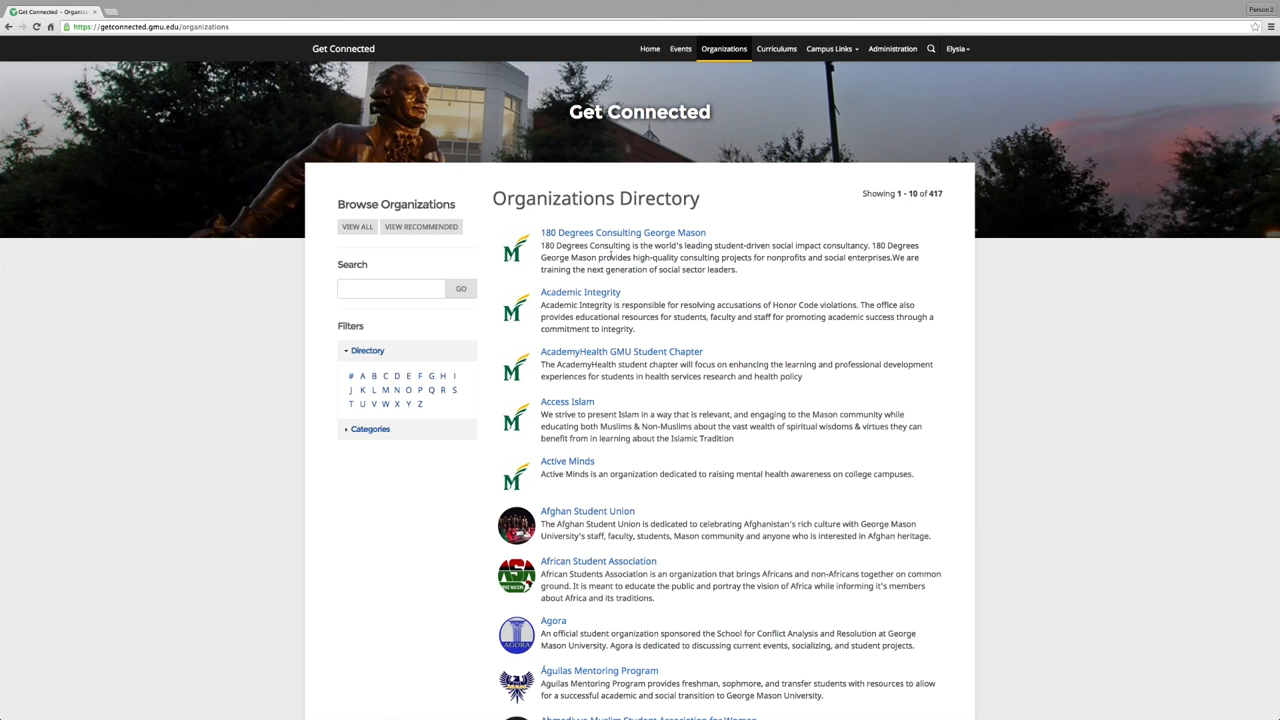 Get Connected - Organiz
Person 2
https://getconnected.gmu.edu/organizations
Get Connected
Home Events Organizations Curriculums Campus Links Administration Elysia
Get Connected
Browse Organizations
VIEW ALL VIEW RECOMMENDED
Search
GO
Filters
Directory
# A B C D E F G H I
J K L M N O P Q R S
T U V W X Y Z
Categories
Organizations Directory
Showing 1 - 10 of 417
180 Degrees Consulting George Mason
180 Degrees Consulting is the world's leading student-driven social impact consultancy. 180 Degrees
George Mason provides high-quality consulting projects for nonprofits and social enterprises.We are
training the next generation of social sector leaders.
Academic Integrity
Academic Integrity is responsible for resolving accusations of Honor Code violations. The office also
provides educational resources for students, faculty and staff for promoting academic success through a
commitment to integrity.
AcademyHealth GMU Student Chapter
The AcademyHealth student chapter will focus on enhancing the learning and professional development
experiences for students in health services research and health policy
Access Islam
We strive to present Islam in a way that is relevant, and engaging to the Mason community while
educating both Muslims & Non-Muslims about the vast wealth of spiritual wisdoms & virtues they can
benefit from in learning about the Islamic Tradition
Active Minds
Active Minds is an organization dedicated to raising mental health awareness on college campuses.
Afghan Student Union
The Afghan Student Union is dedicated to celebrating Afghanistan's rich culture with George Mason
University's staff, faculty, students, Mason community and anyone who is interested in Afghan heritage.
ASA
African Student Association
African Students Association is an organization that brings Africans and non-Africans together on common
ground. It is meant to educate the public and portray the vision of Africa while informing it's members
about Africa and its traditions.
AGORA
Agora
An official student organization sponsored the School for Conflict Analysis and Resolution at George
Mason University. Agora is dedicated to discussing current events, socializing, and student projects.
Águilas Mentoring Program
Aguilas Mentoring Program provides freshman, sophmore, and transfer students with resources to allow
for a successful academic and social transition to George Mason University.
Ahmadiyya Muslim Student Association for Women